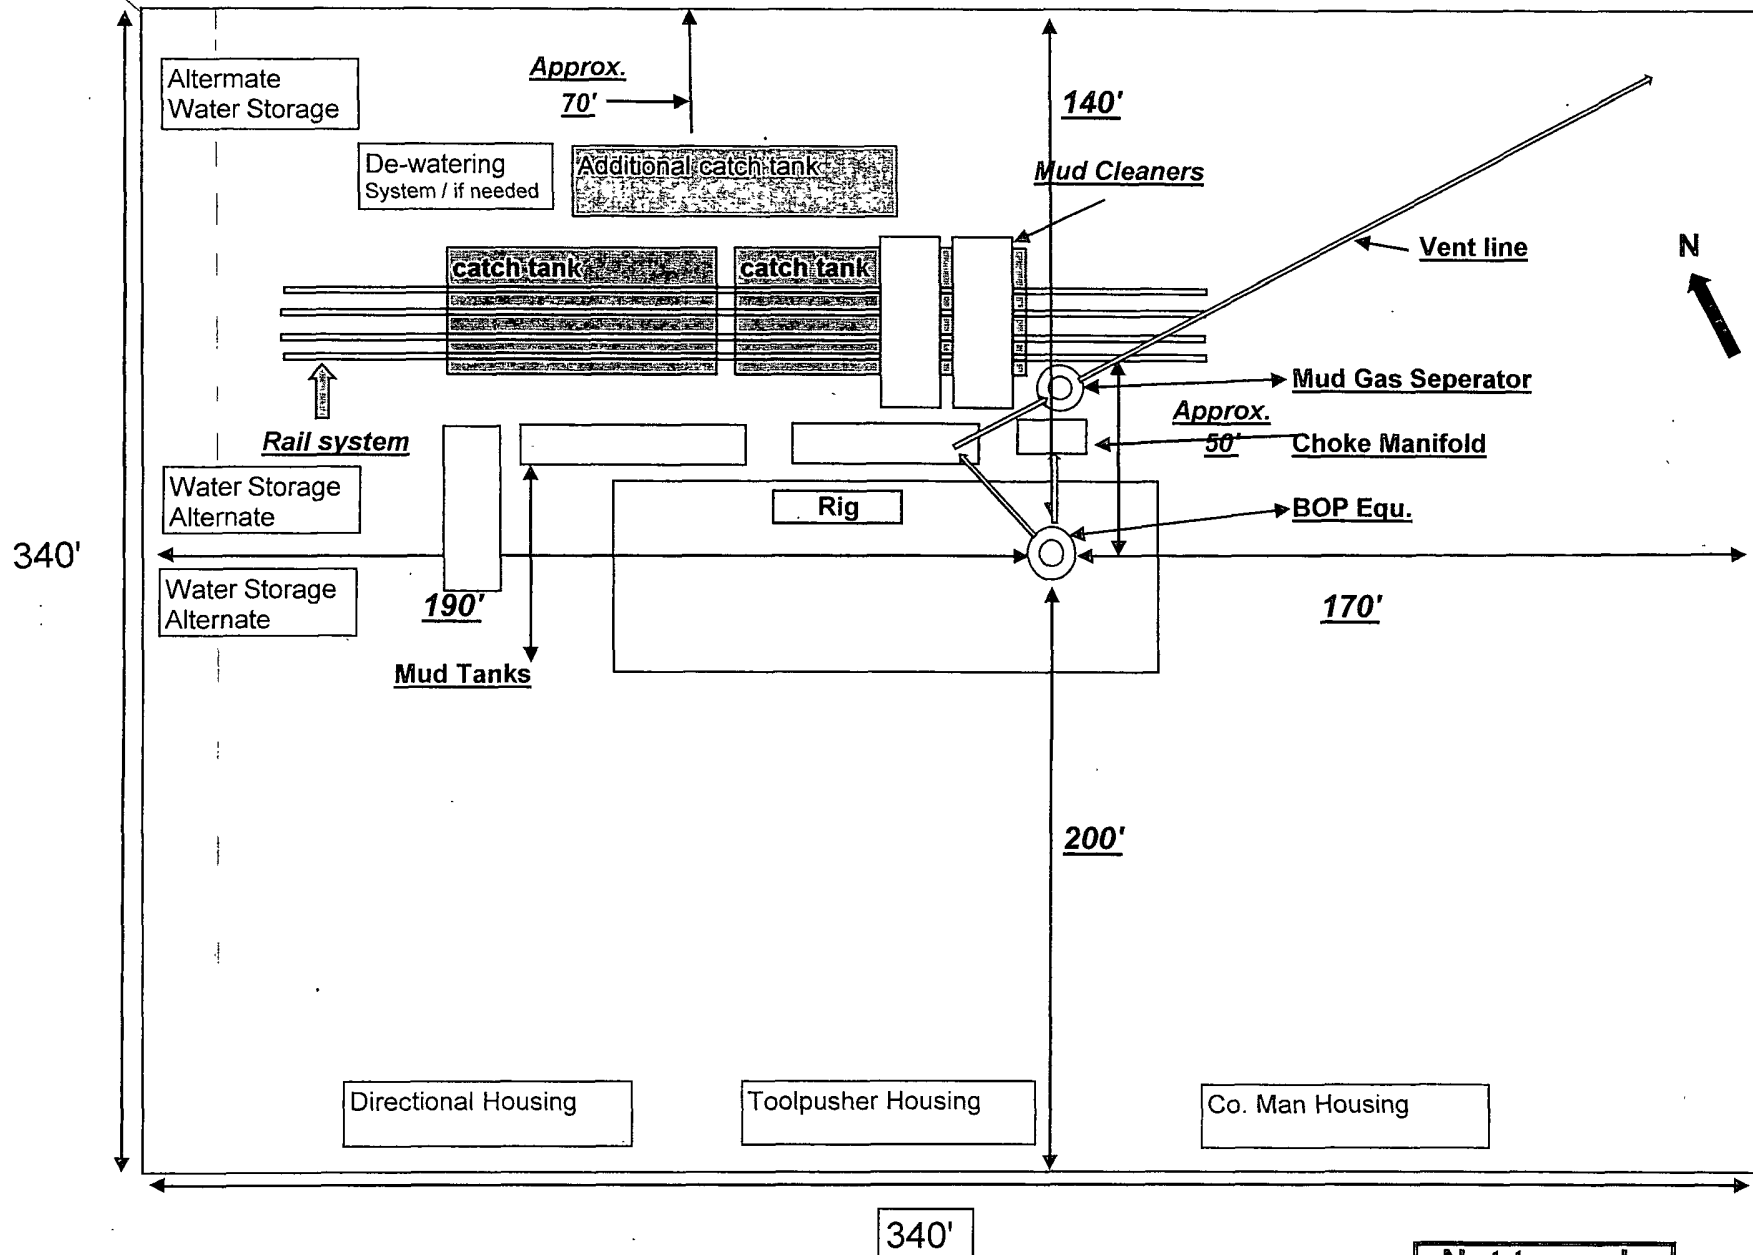 Altermate
Water Storage
Approx.
70'
140'
De-watering
System / if needed
Additional catch tank
Mud Cleaners
Vent line
N
catch tank
catch tank
Mud Gas Seperator
Approx.
50'
Rail system
Choke Manifold
Water Storage
Alternate
Rig
BOP Equ.
340'
Water Storage
Alternate
190'
170'
Mud Tanks
200'
Directional Housing
Toolpusher Housing
Co. Man Housing
340'